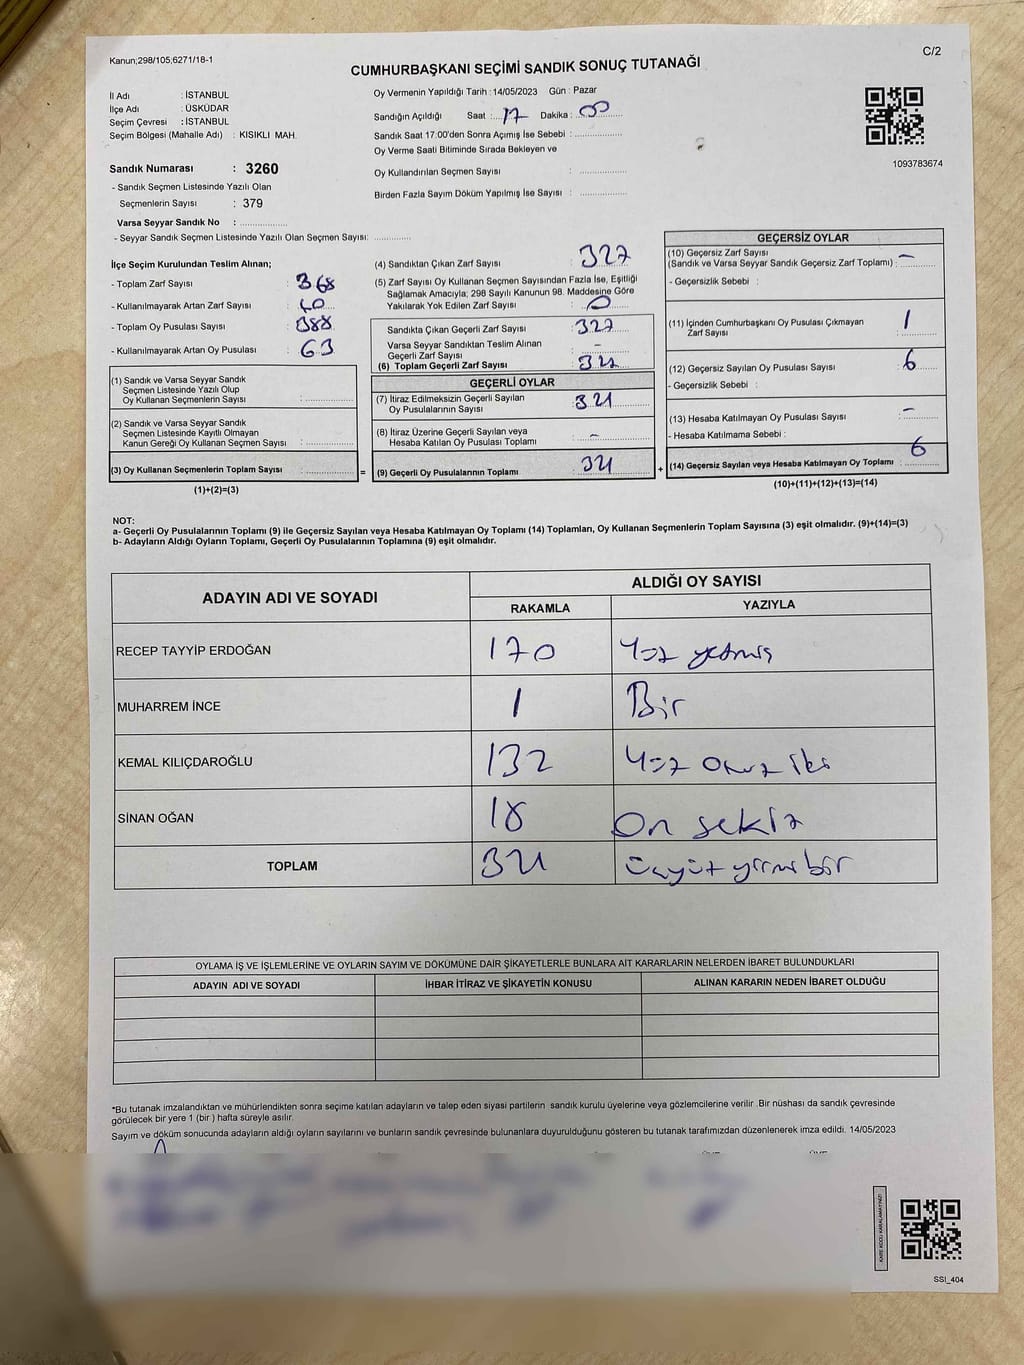 Kanun;298/105;6271/18-1
C/2
CUMHURBAŞKANI SEÇİMİ SANDIK SONUÇ TUTANAĞI
İl Adı : İSTANBUL
İlçe Adı : ÜSKÜDAR
Seçim Çevresi : İSTANBUL
Seçim Bölgesi (Mahalle Adı) : KISIKLI MAH.
Sandık Numarası : 3260
- Sandık Seçmen Listesinde Yazılı Olan
Seçmenlerin Sayısı : 379
Varsa Seyyar Sandık No : ................
- Seyyar Sandık Seçmen Listesinde Yazılı Olan Seçmen Sayısı: ............
Oy Vermenin Yapıldığı Tarih : 14/05/2023 Gün : Pazar
Sandığın Açıldığı Saat : 17 Dakika : 00
Sandık Saat 17.00'den Sonra Açımış İse Sebebi : ................
Oy Verme Saati Bitiminde Sırada Bekleyen ve
Oy Kullandırılan Seçmen Sayısı : ................
Birden Fazla Sayım Döküm Yapılmış İse Sayısı : ................
1093783674
İlçe Seçim Kurulundan Teslim Alınan;
- Toplam Zarf Sayısı : 368
- Kullanılmayarak Artan Zarf Sayısı : 40
- Toplam Oy Pusulası Sayısı : 388
- Kullanılmayarak Artan Oy Pusulası : 63
(1) Sandık ve Varsa Seyyar Sandık
Seçmen Listesinde Yazılı Olup
Oy Kullanan Seçmenlerin Sayısı : ................
(2) Sandık ve Varsa Seyyar Sandık
Seçmen Listesinde Kayıtlı Olmayan
Kanun Gereği Oy Kullanan Seçmen Sayısı : ................
(3) Oy Kullanan Seçmenlerin Toplam Sayısı : ................
(1)+(2)=(3)
=
(4) Sandıktan Çıkan Zarf Sayısı : 327
(5) Zarf Sayısı Oy Kullanan Seçmen Sayısından Fazla İse, Eşitliği
Sağlamak Amacıyla; 298 Sayılı Kanunun 98. Maddesine Göre
Yakılarak Yok Edilen Zarf Sayısı : 0
Sandıkta Çıkan Geçerli Zarf Sayısı : 327
Varsa Seyyar Sandıktan Teslim Alınan
Geçerli Zarf Sayısı : -
(6) Toplam Geçerli Zarf Sayısı :
GEÇERLİ OYLAR
(7) İtiraz Edilmeksizin Geçerli Sayılan
Oy Pusulalarının Sayısı : 321
(8) İtiraz Üzerine Geçerli Sayılan veya
Hesaba Katılan Oy Pusulası Toplamı : -
(9) Geçerli Oy Pusulalarının Toplamı : 321
+
GEÇERSİZ OYLAR
(10) Geçersiz Zarf Sayısı
(Sandık ve Varsa Seyyar Sandık Geçersiz Zarf Toplamı) : -
- Geçersizlik Sebebi :
(11) İçinden Cumhurbaşkanı Oy Pusulası Çıkmayan
Zarf Sayısı : 1
(12) Geçersiz Sayılan Oy Pusulası Sayısı : 6
- Geçersizlik Sebebi :
(13) Hesaba Katılmayan Oy Pusulası Sayısı : -
- Hesaba Katılmama Sebebi :
(14) Geçersiz Sayılan veya Hesaba Katılmayan Oy Toplamı : 6
(10)+(11)+(12)+(13)=(14)
NOT:
a- Geçerli Oy Pusulalarının Toplamı (9) ile Geçersiz Sayılan veya Hesaba Katılmayan Oy Toplamı (14) Toplamları, Oy Kullanan Seçmenlerin Toplam Sayısına (3) eşit olmalıdır. (9)+(14)=(3)
b- Adayların Aldığı Oyların Toplamı, Geçerli Oy Pusulalarının Toplamına (9) eşit olmalıdır.
ADAYIN ADI VE SOYADI
ALDIĞI OY SAYISI
RAKAMLA YAZIYLA
RECEP TAYYİP ERDOĞAN 170 Yüz yetmiş
MUHARREM İNCE 1 Bir
KEMAL KILIÇDAROĞLU 132 Yüz Otuz iki
SİNAN OĞAN 18 On sekiz
TOPLAM 321 üçyüz yirmi bir
OYLAMA İŞ VE İŞLEMLERİNE VE OYLARIN SAYIM VE DÖKÜMÜNE DAİR ŞİKAYETLERLE BUNLARA AİT KARARLARIN NELERDEN İBARET BULUNDUKLARI
ADAYIN ADI VE SOYADI İHBAR İTİRAZ VE ŞİKAYETİN KONUSU ALINAN KARARIN NEDEN İBARET OLDUĞU
*Bu tutanak imzalandıktan ve mühürlendikten sonra seçime katılan adayların ve talep eden siyasi partilerin sandık kurulu üyelerine veya gözlemcilerine verilir .Bir nüshası da sandık çevresinde
görülecek bir yere 1 (bir ) hafta süreyle asılır.
Sayım ve döküm sonucunda adayların aldığı oyların sayılarını ve bunların sandık çevresinde bulunanlara duyurulduğunu gösteren bu tutanak tarafımızdan düzenlenerek imza edildi. 14/05/2023
KARE KODU KARALAMAYINIZ!
SSİ_404